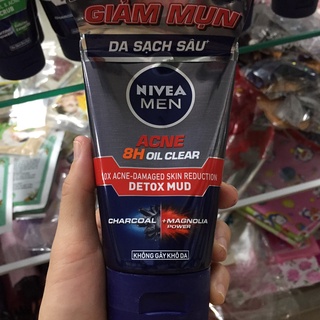 GIẢM MỤN
DA SẠCH SÂU
NIVEA
MEN
ACNE
8H OIL CLEAR
10X ACNE-DAMAGED SKIN REDUCTION
DETOX MUD
CHARCOAL + MAGNOLIA
POWER
KHÔNG GÂY KHÔ DA